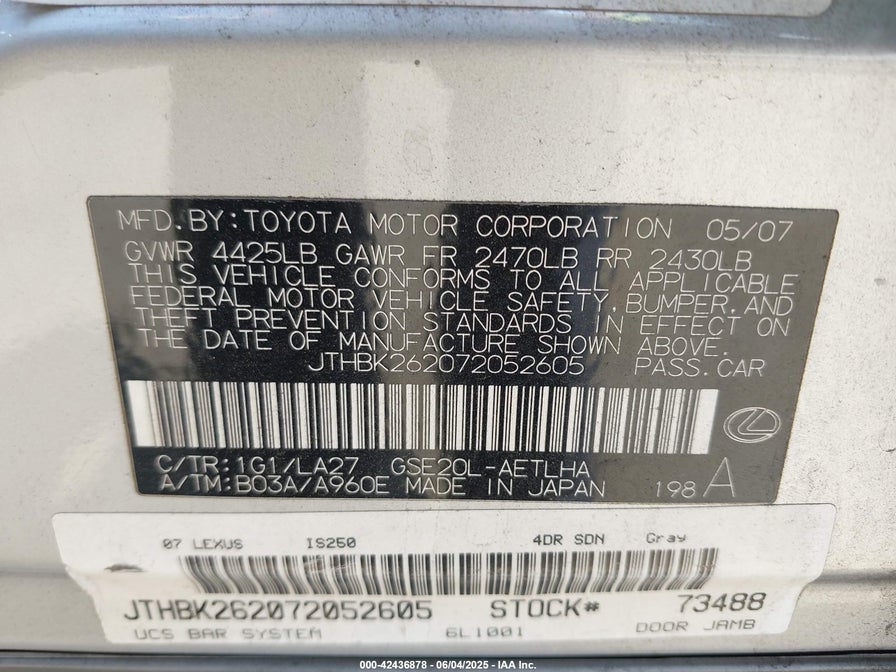 MFD.BY:TOYOTA MOTOR CORPORATION 05/07
GVWR 4425LB GAWR FR 2470LB RR 2430LB
THIS VEHICLE CONFORMS TO ALL APPLICABLE
FEDERAL MOTOR VEHICLE SAFETY,BUMPER,AND
THEFT PREVENTION STANDARDS IN EFFECT ON
THE DATE OF MANUFACTURE SHOWN ABOVE.
JTHBK262072052605 PASS.CAR
C/TR:1G1/LA27 GSE20L-AETLHA
A/TM:B03A/A960E MADE IN JAPAN 198 A
07 LEXUS IS250 4DR SDN Gray
JTHBK262072052605 STOCK# 73488
UCS BAR SYSTEM 6L1001 DOOR JAMB
000-42436878 - 06/04/2025 - IAA Inc.